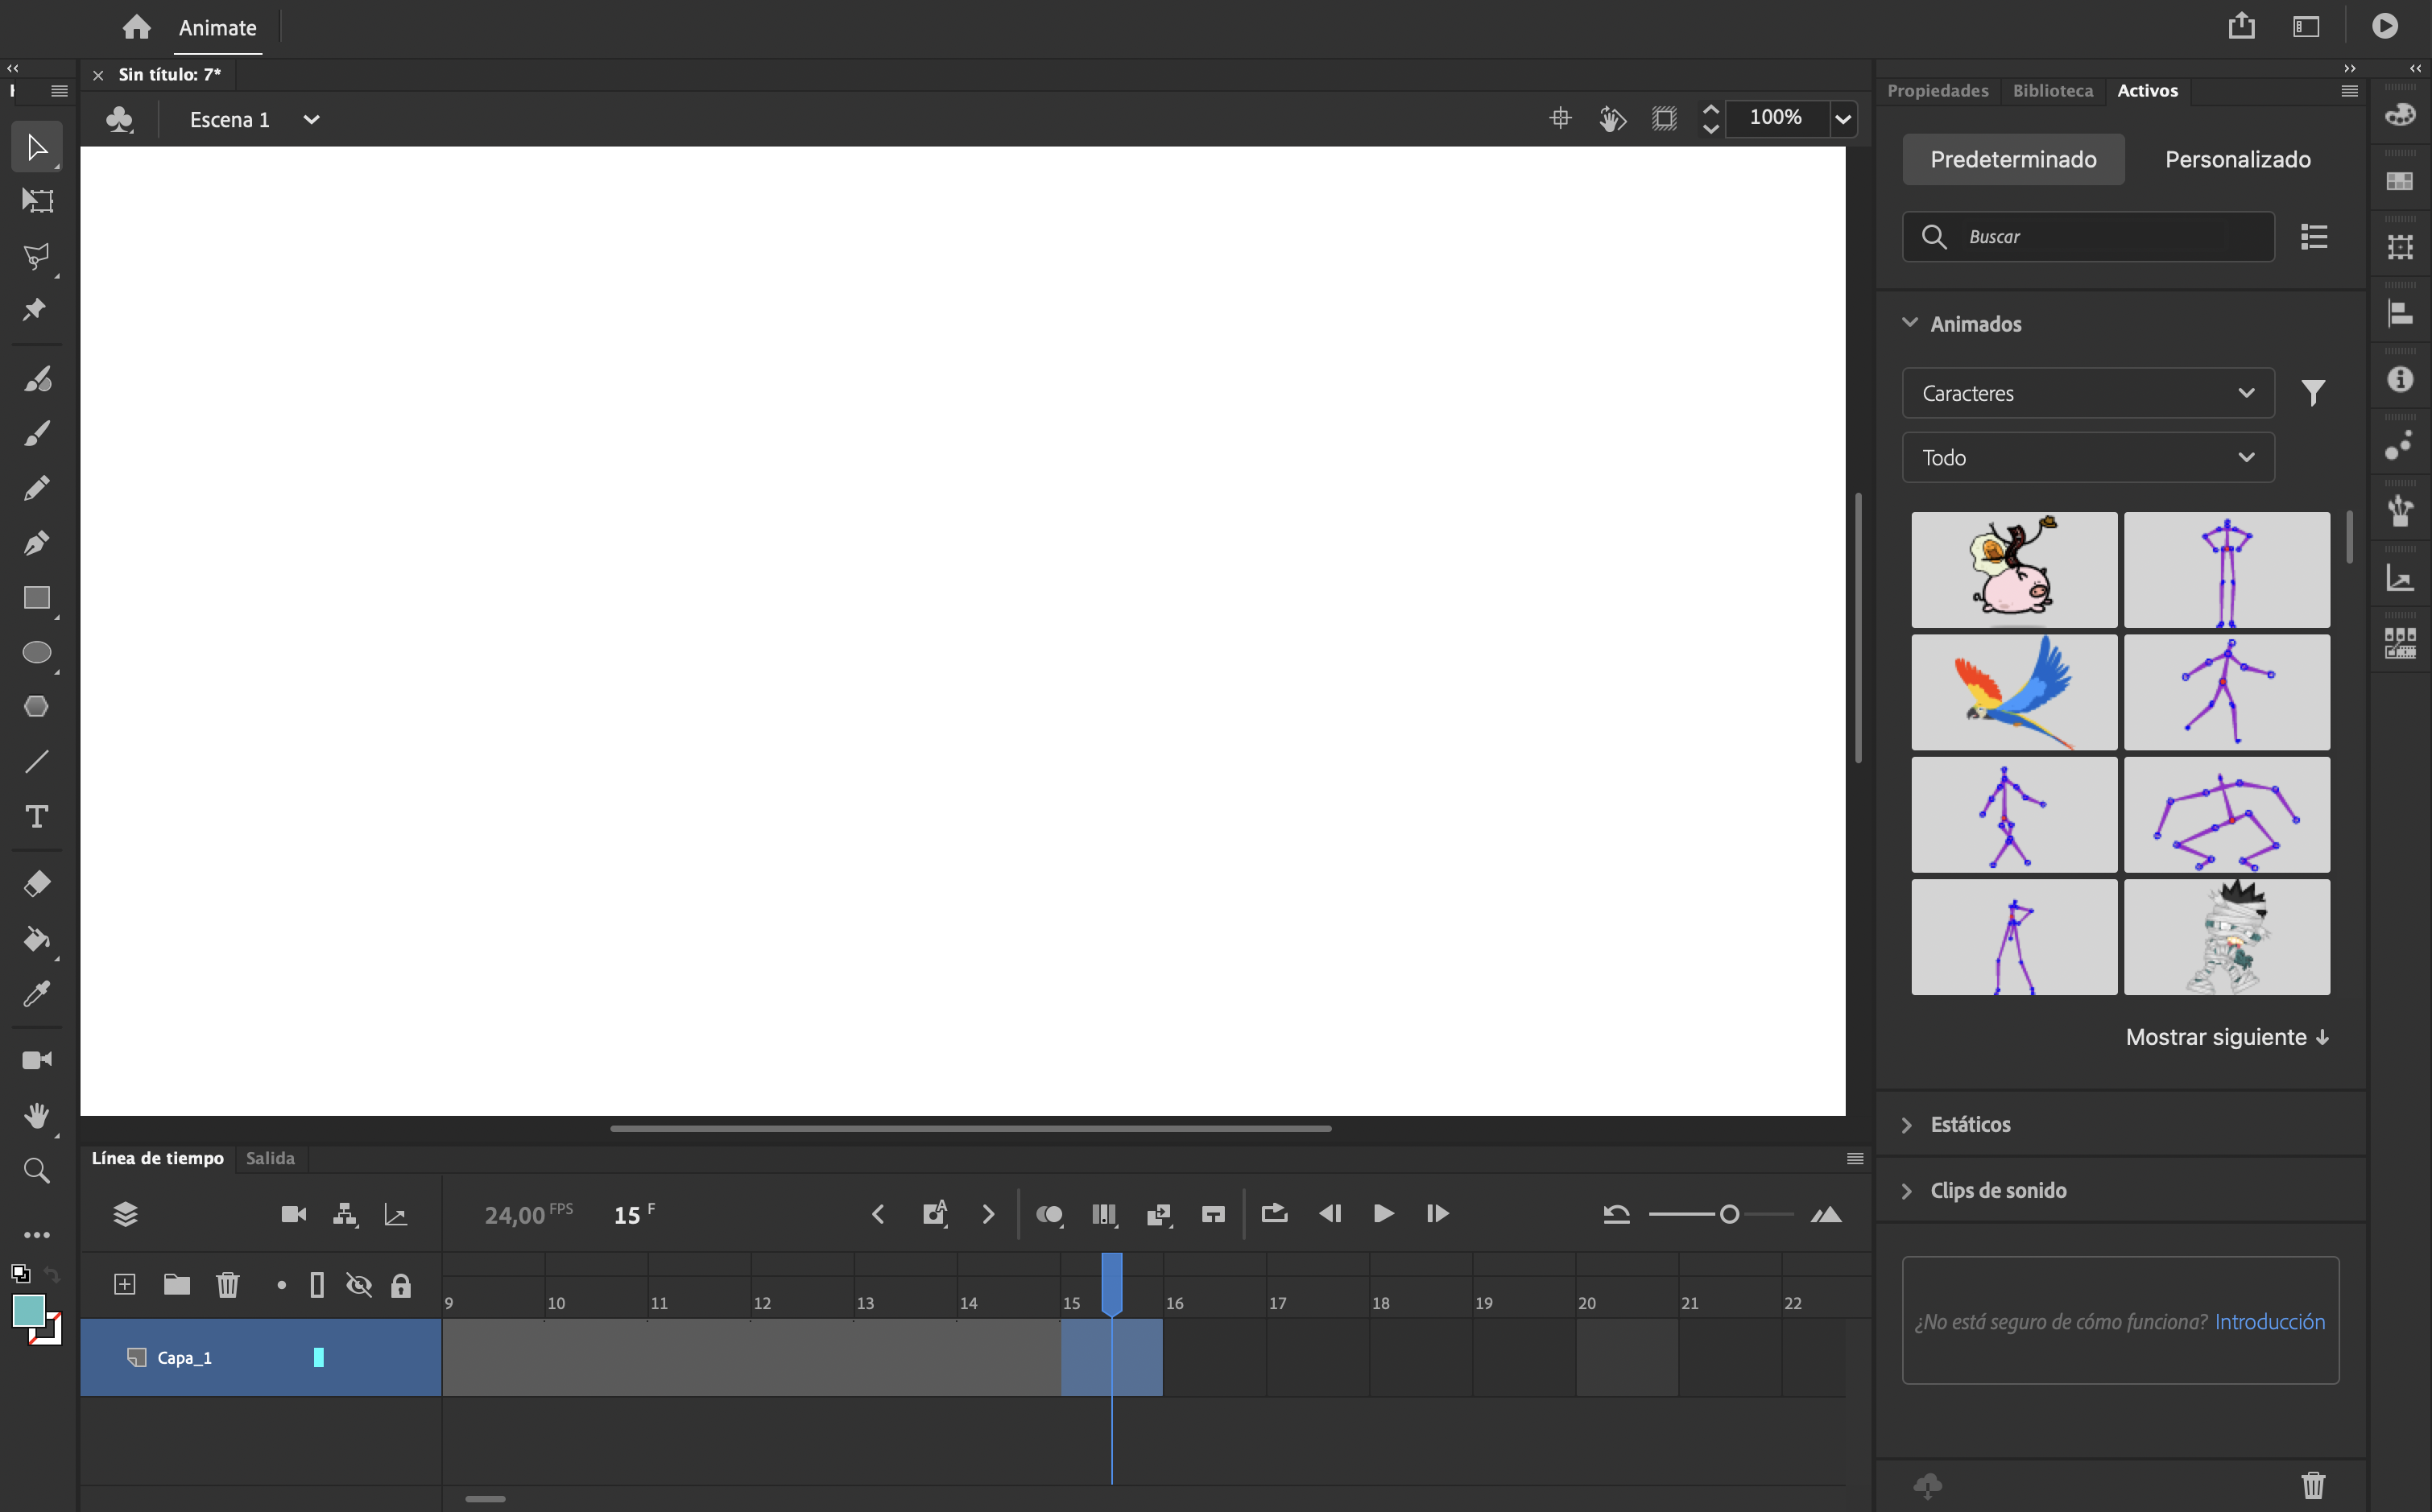 Animate
Sin título: 7*
Propiedades
Biblioteca
Activos
Escena 1
100%
Predeterminado
Personalizado
Buscar
Animados
Caracteres
Todo
Mostrar siguiente ↓
Estáticos
Clips de sonido
¿No está seguro de cómo funciona? Introducción
Línea de tiempo
Salida
24,00 FPS
15 F
9 10 11 12 13 14 15 16 17 18 19 20 21 22
Capa_1